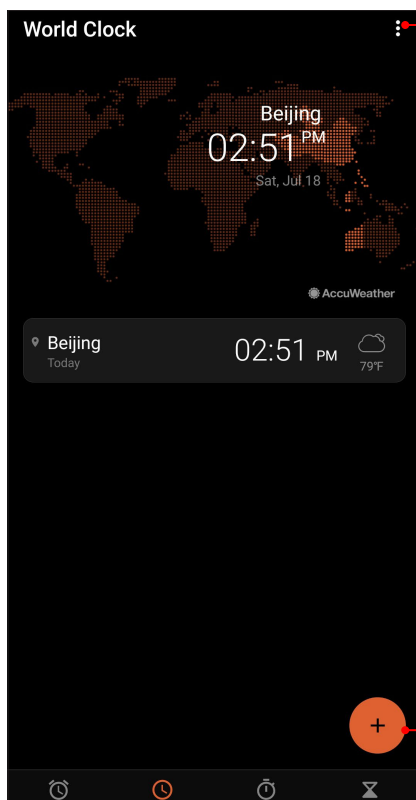 World Clock
Beijing
02:51 PM
Sat, Jul 18
AccuWeather
Beijing
Today
02:51 PM
79°F